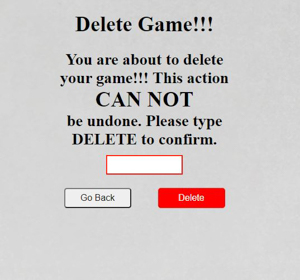 Delete Game!!!
You are about to delete
your game!!! This action
CAN NOT
be undone. Please type
DELETE to confirm.
Go Back
Delete